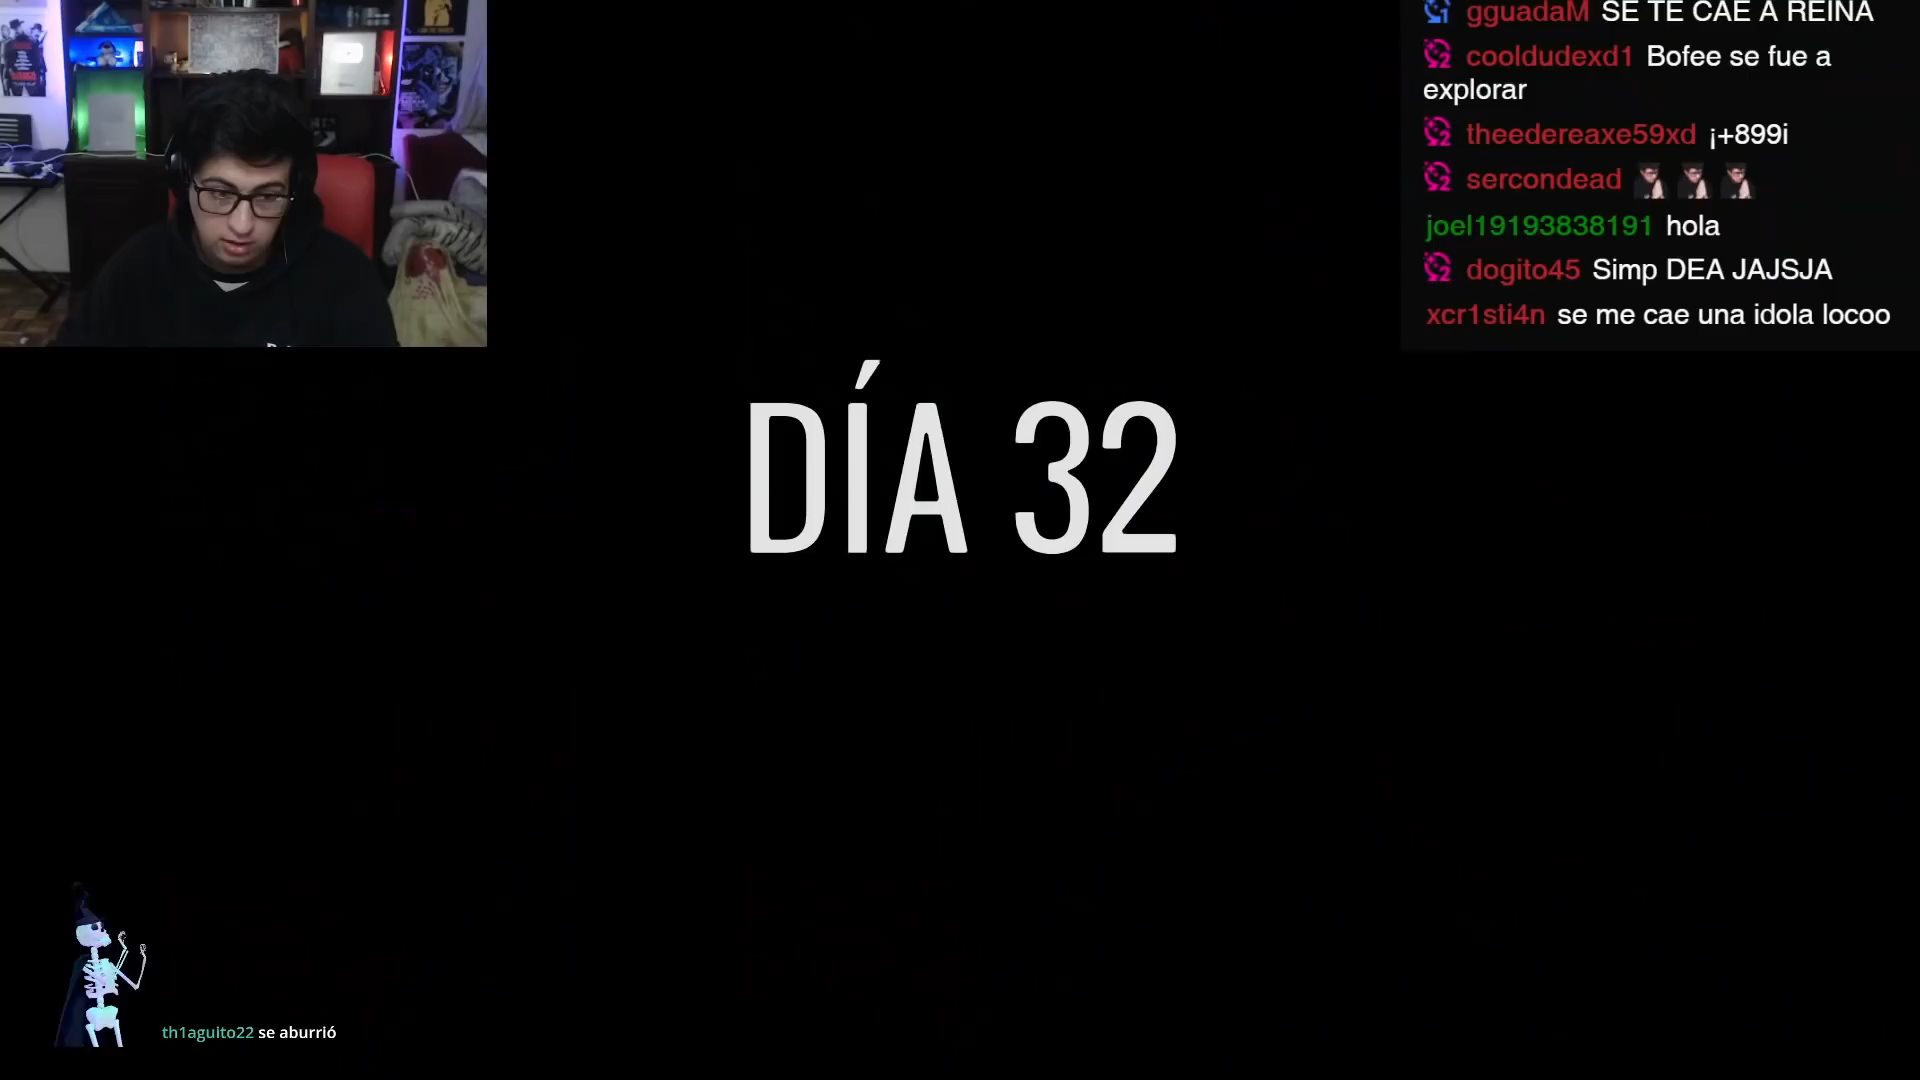 gguadaM SE TE CAE A REINA
cooldudexd1 Bofee se fue a
explorar
theedereaxe59xd ¡+899i
sercondead
joel19193838191 hola
dogito45 Simp DEA JAJSJA
xcr1sti4n se me cae una idola locoo
DÍA 32
th1aguito22 se aburrió